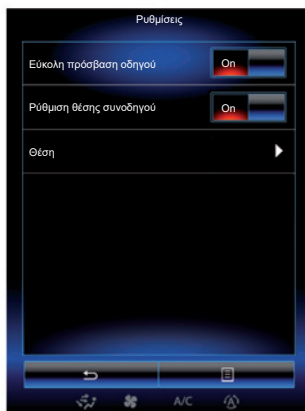 Ρυθμίσεις
Εύκολη πρόσβαση οδηγού
On
Ρύθμιση θέσης συνοδηγού
On
Θέση
A/C